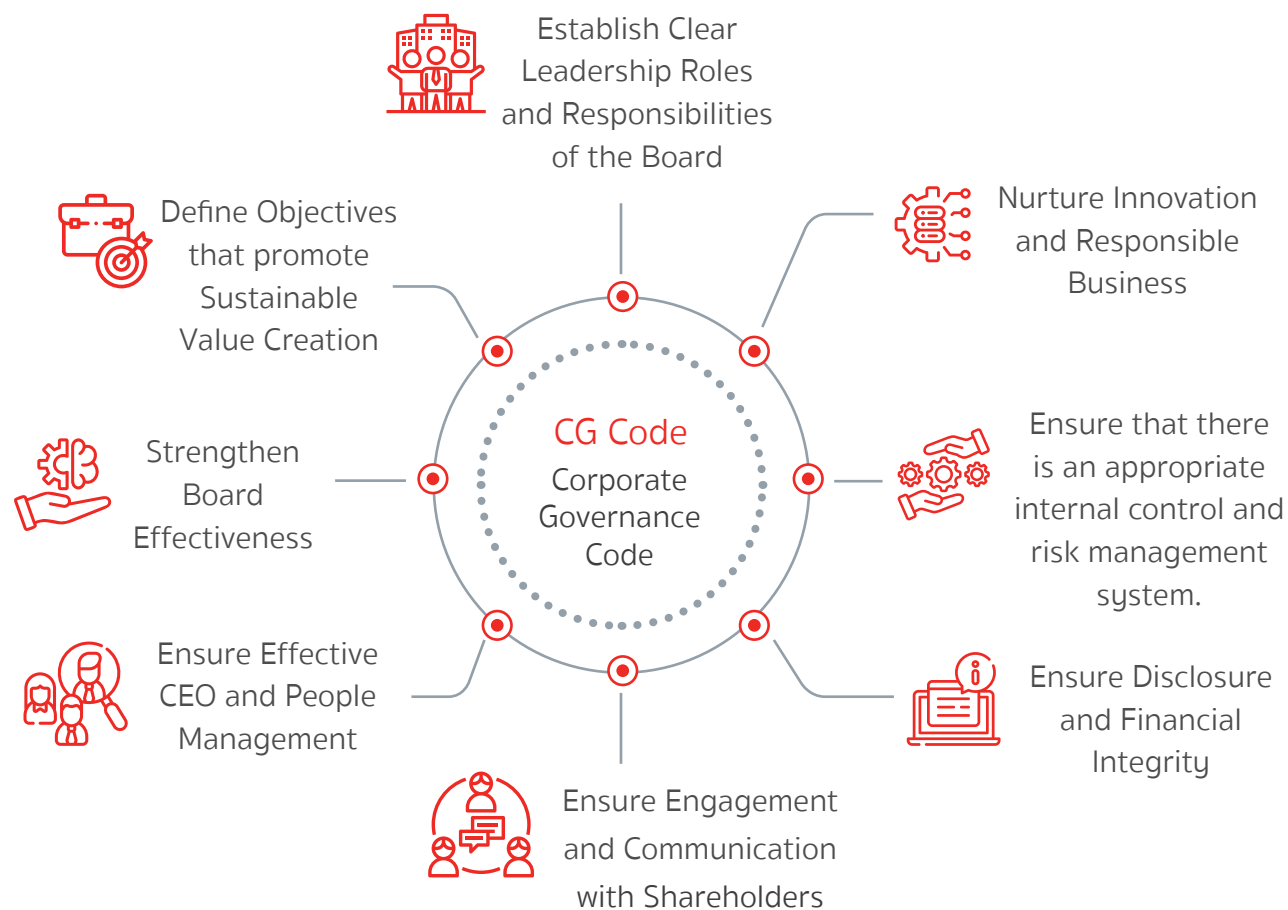 Establish Clear
Leadership Roles
and Responsibilities
of the Board
Nurture Innovation
and Responsible
Business
Ensure that there
is an appropriate
internal control and
risk management
system.
Ensure Disclosure
and Financial
Integrity
Ensure Engagement
and Communication
with Shareholders
Ensure Effective
CEO and People
Management
Strengthen
Board
Effectiveness
Define Objectives
that promote
Sustainable
Value Creation
CG Code
Corporate
Governance
Code